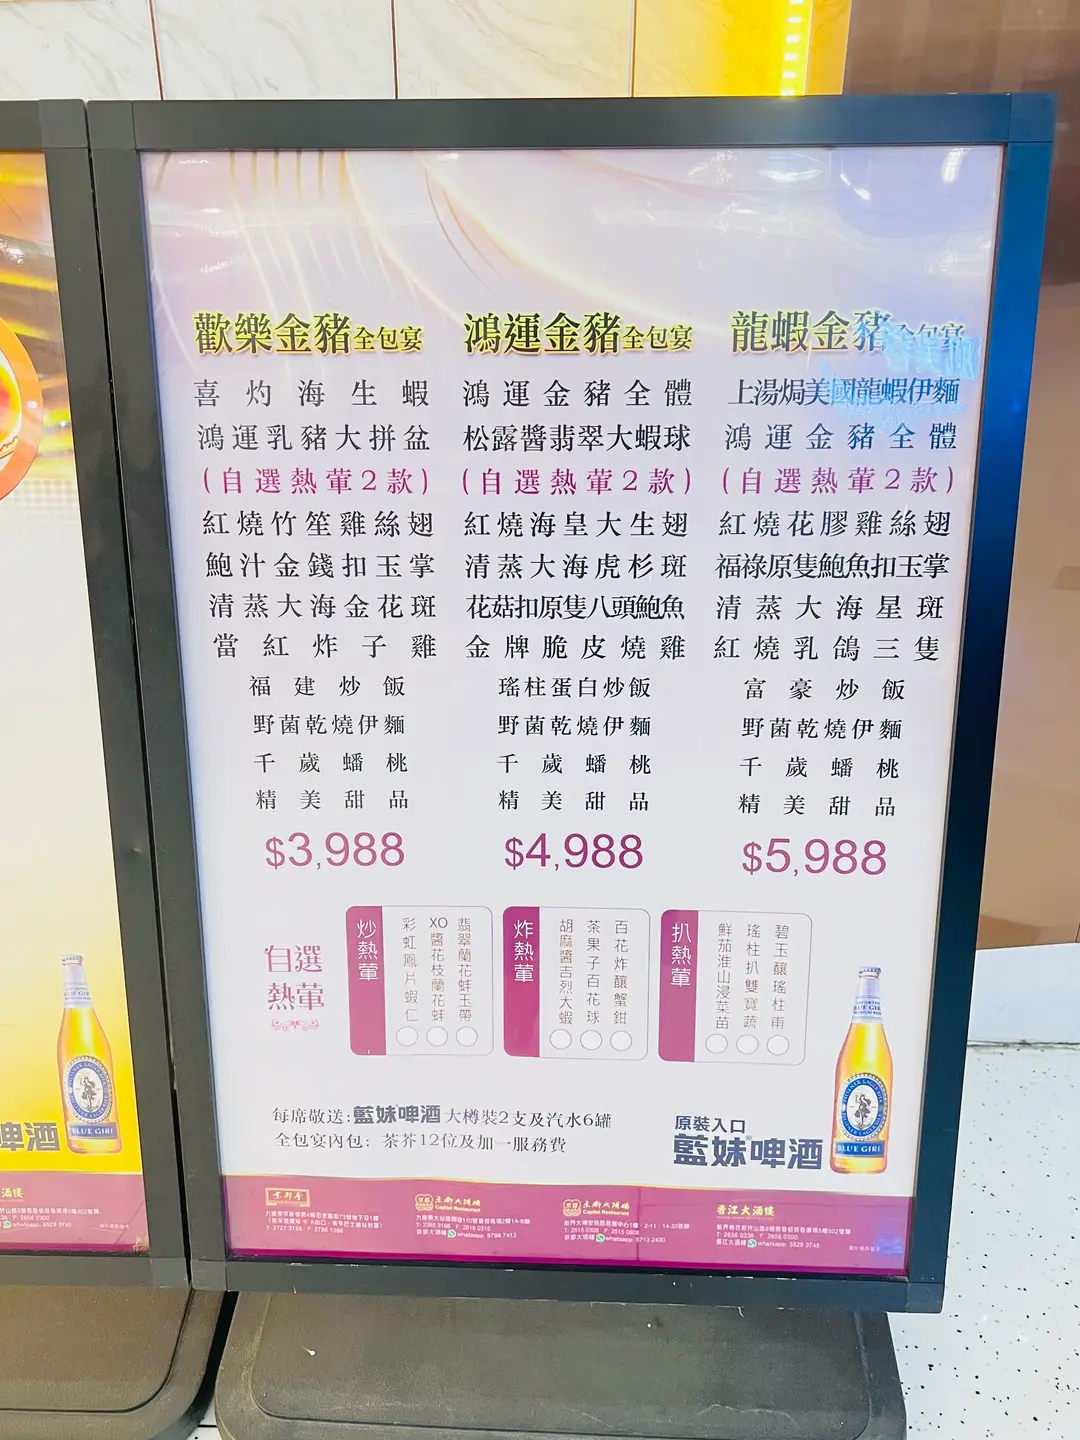 歡樂金豬全包宴
喜灼海生蝦
鴻運乳豬大拼盆
(自選熱葷2款)
紅燒竹笙雞絲翅
鮑汁金錢扣玉掌
清蒸大海金花斑
當紅炸子雞
福建炒飯
野菌乾燒伊麵
千歲蟠桃
精美甜品
$3,988
鴻運金豬全包宴
鴻運金豬全體
松露醬翡翠大蝦球
(自選熱葷2款)
紅燒海皇大生翅
清蒸大海虎杉斑
花菇扣原隻八頭鮑魚
金牌脆皮燒雞
瑤柱蛋白炒飯
野菌乾燒伊麵
千歲蟠桃
精美甜品
$4,988
龍蝦金豬全包宴
上湯焗美國龍蝦伊麵
鴻運金豬全體
(自選熱葷2款)
紅燒花膠雞絲翅
福祿原隻鮑魚扣玉掌
清蒸大海星斑
紅燒乳鴿三隻
富豪炒飯
野菌乾燒伊麵
千歲蟠桃
精美甜品
$5,988
自選
熱葷
炒熱葷
彩虹鳳片蝦仁
XO醬花枝蘭花蚌
翡翠蘭花蚌玉帶
炸熱葷
胡麻醬吉烈大蝦
茶果子百花球
百花炸釀蟹鉗
扒熱葷
鮮茄淮山浸菜苗
瑤柱扒雙寶蔬
碧玉釀瑤柱甫
每席敬送:藍妹啤酒大樽裝2支及汽水6罐
全包宴內包: 茶芥12位及加一服務費
原裝入口
藍妹啤酒
BLUE GIRL
啤酒
BLUE GIRL
京都大酒樓
Capital Restaurant
香江大酒樓
酒樓